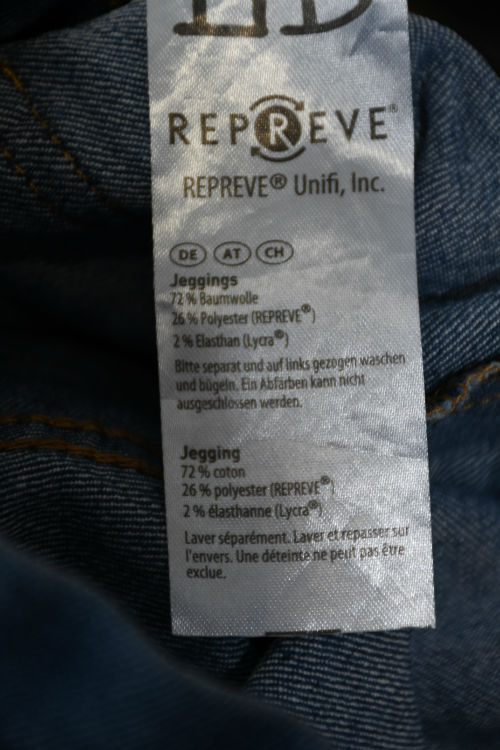 REPREVE®
REPREVE® Unifi, Inc.
DE AT CH
Jeggings
72 % Baumwolle
26 % Polyester (REPREVE®)
2 % Elasthan (Lycra®)
Bitte separat und auf links gezogen waschen
und bügeln. Ein Abfärben kann nicht
ausgeschlossen werden.
Jegging
72 % coton
26 % polyester (REPREVE®)
2 % élasthanne (Lycra®)
Laver séparément. Laver et repasser sur
l'envers. Une déteinte ne peut pas être
exclue.